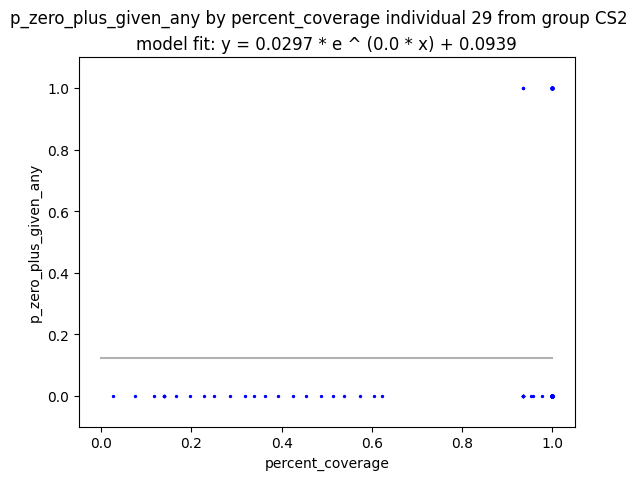 p_zero_plus_given_any by percent_coverage individual 29 from group CS2
model fit: y = 0.0297 * e ^ (0.0 * x) + 0.0939
1.0
0.8
0.6
0.4
0.2
0.0
p_zero_plus_given_any
0.0 0.2 0.4 0.6 0.8 1.0
percent_coverage